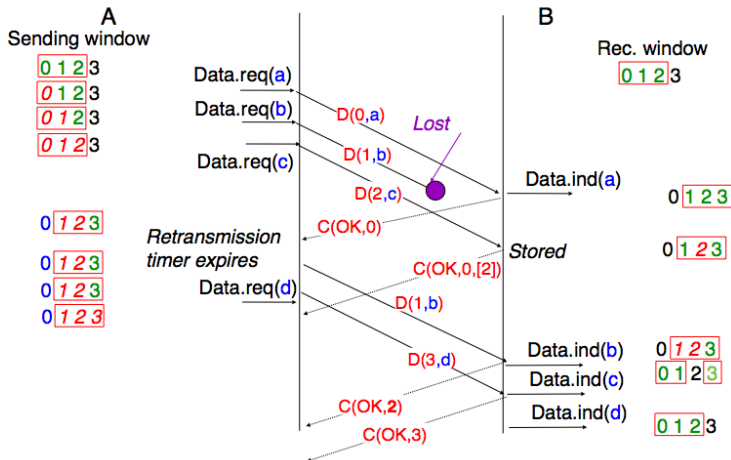 A
B
Sending window
Rec. window
0 1 2 3
0 1 2 3
Data.req(a)
0 1 2 3
Data.req(b)
D(0,a)
Lost
0 1 2 3
0 1 2 3
D(1,b)
Data.req(c)
Data.ind(a)
D(2,c)
0 1 2 3
0 1 2 3
C(OK,0)
Retransmission
timer expires
Stored
0 1 2 3
0 1 2 3
C(OK,0,[2])
0 1 2 3
Data.req(d)
D(1,b)
0 1 2 3
Data.ind(b)
0 1 2 3
D(3,d)
0 1 2 3
Data.ind(c)
C(OK,2)
Data.ind(d)
0 1 2 3
C(OK,3)